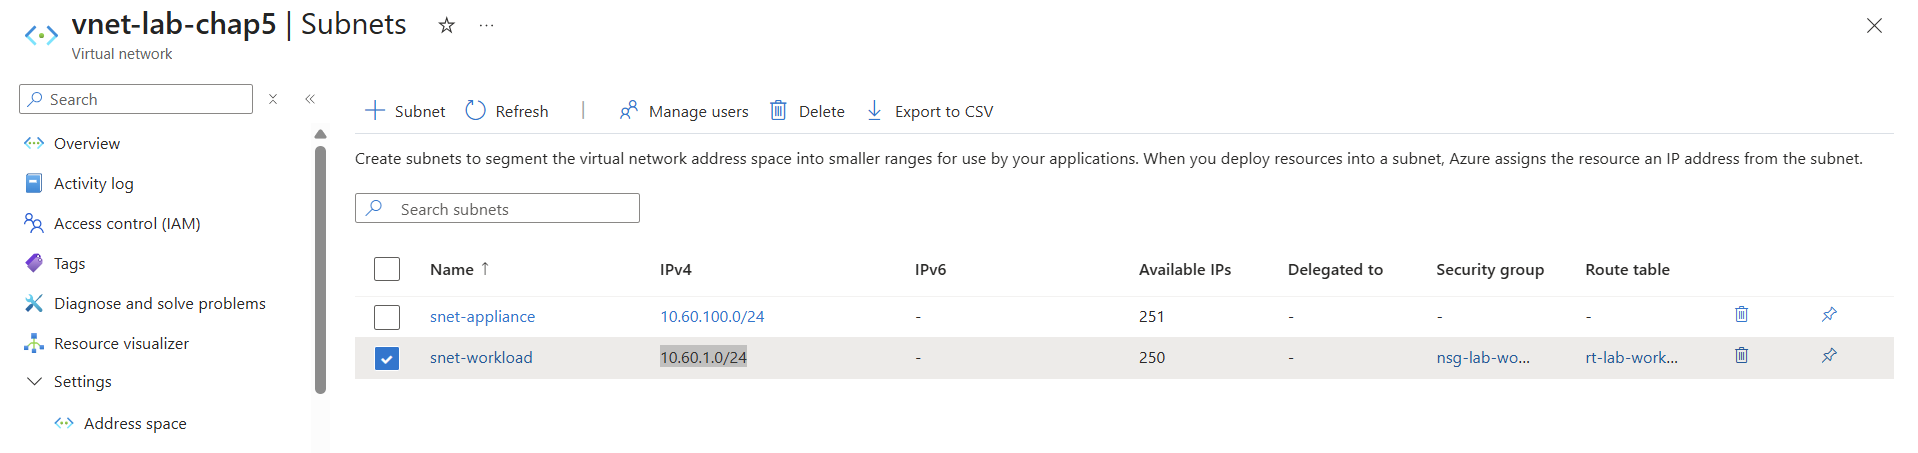 vnet-lab-chap5 | Subnets
Virtual network
Search
Overview
Activity log
Access control (IAM)
Tags
Diagnose and solve problems
Resource visualizer
Settings
Address space
Subnet Refresh Manage users Delete Export to CSV
Create subnets to segment the virtual network address space into smaller ranges for use by your applications. When you deploy resources into a subnet, Azure assigns the resource an IP address from the subnet.
Search subnets
Name ↑ IPv4 IPv6 Available IPs Delegated to Security group Route table
snet-appliance 10.60.100.0/24 - 251 - - -
snet-workload 10.60.1.0/24 - 250 - nsg-lab-wo... rt-lab-work...